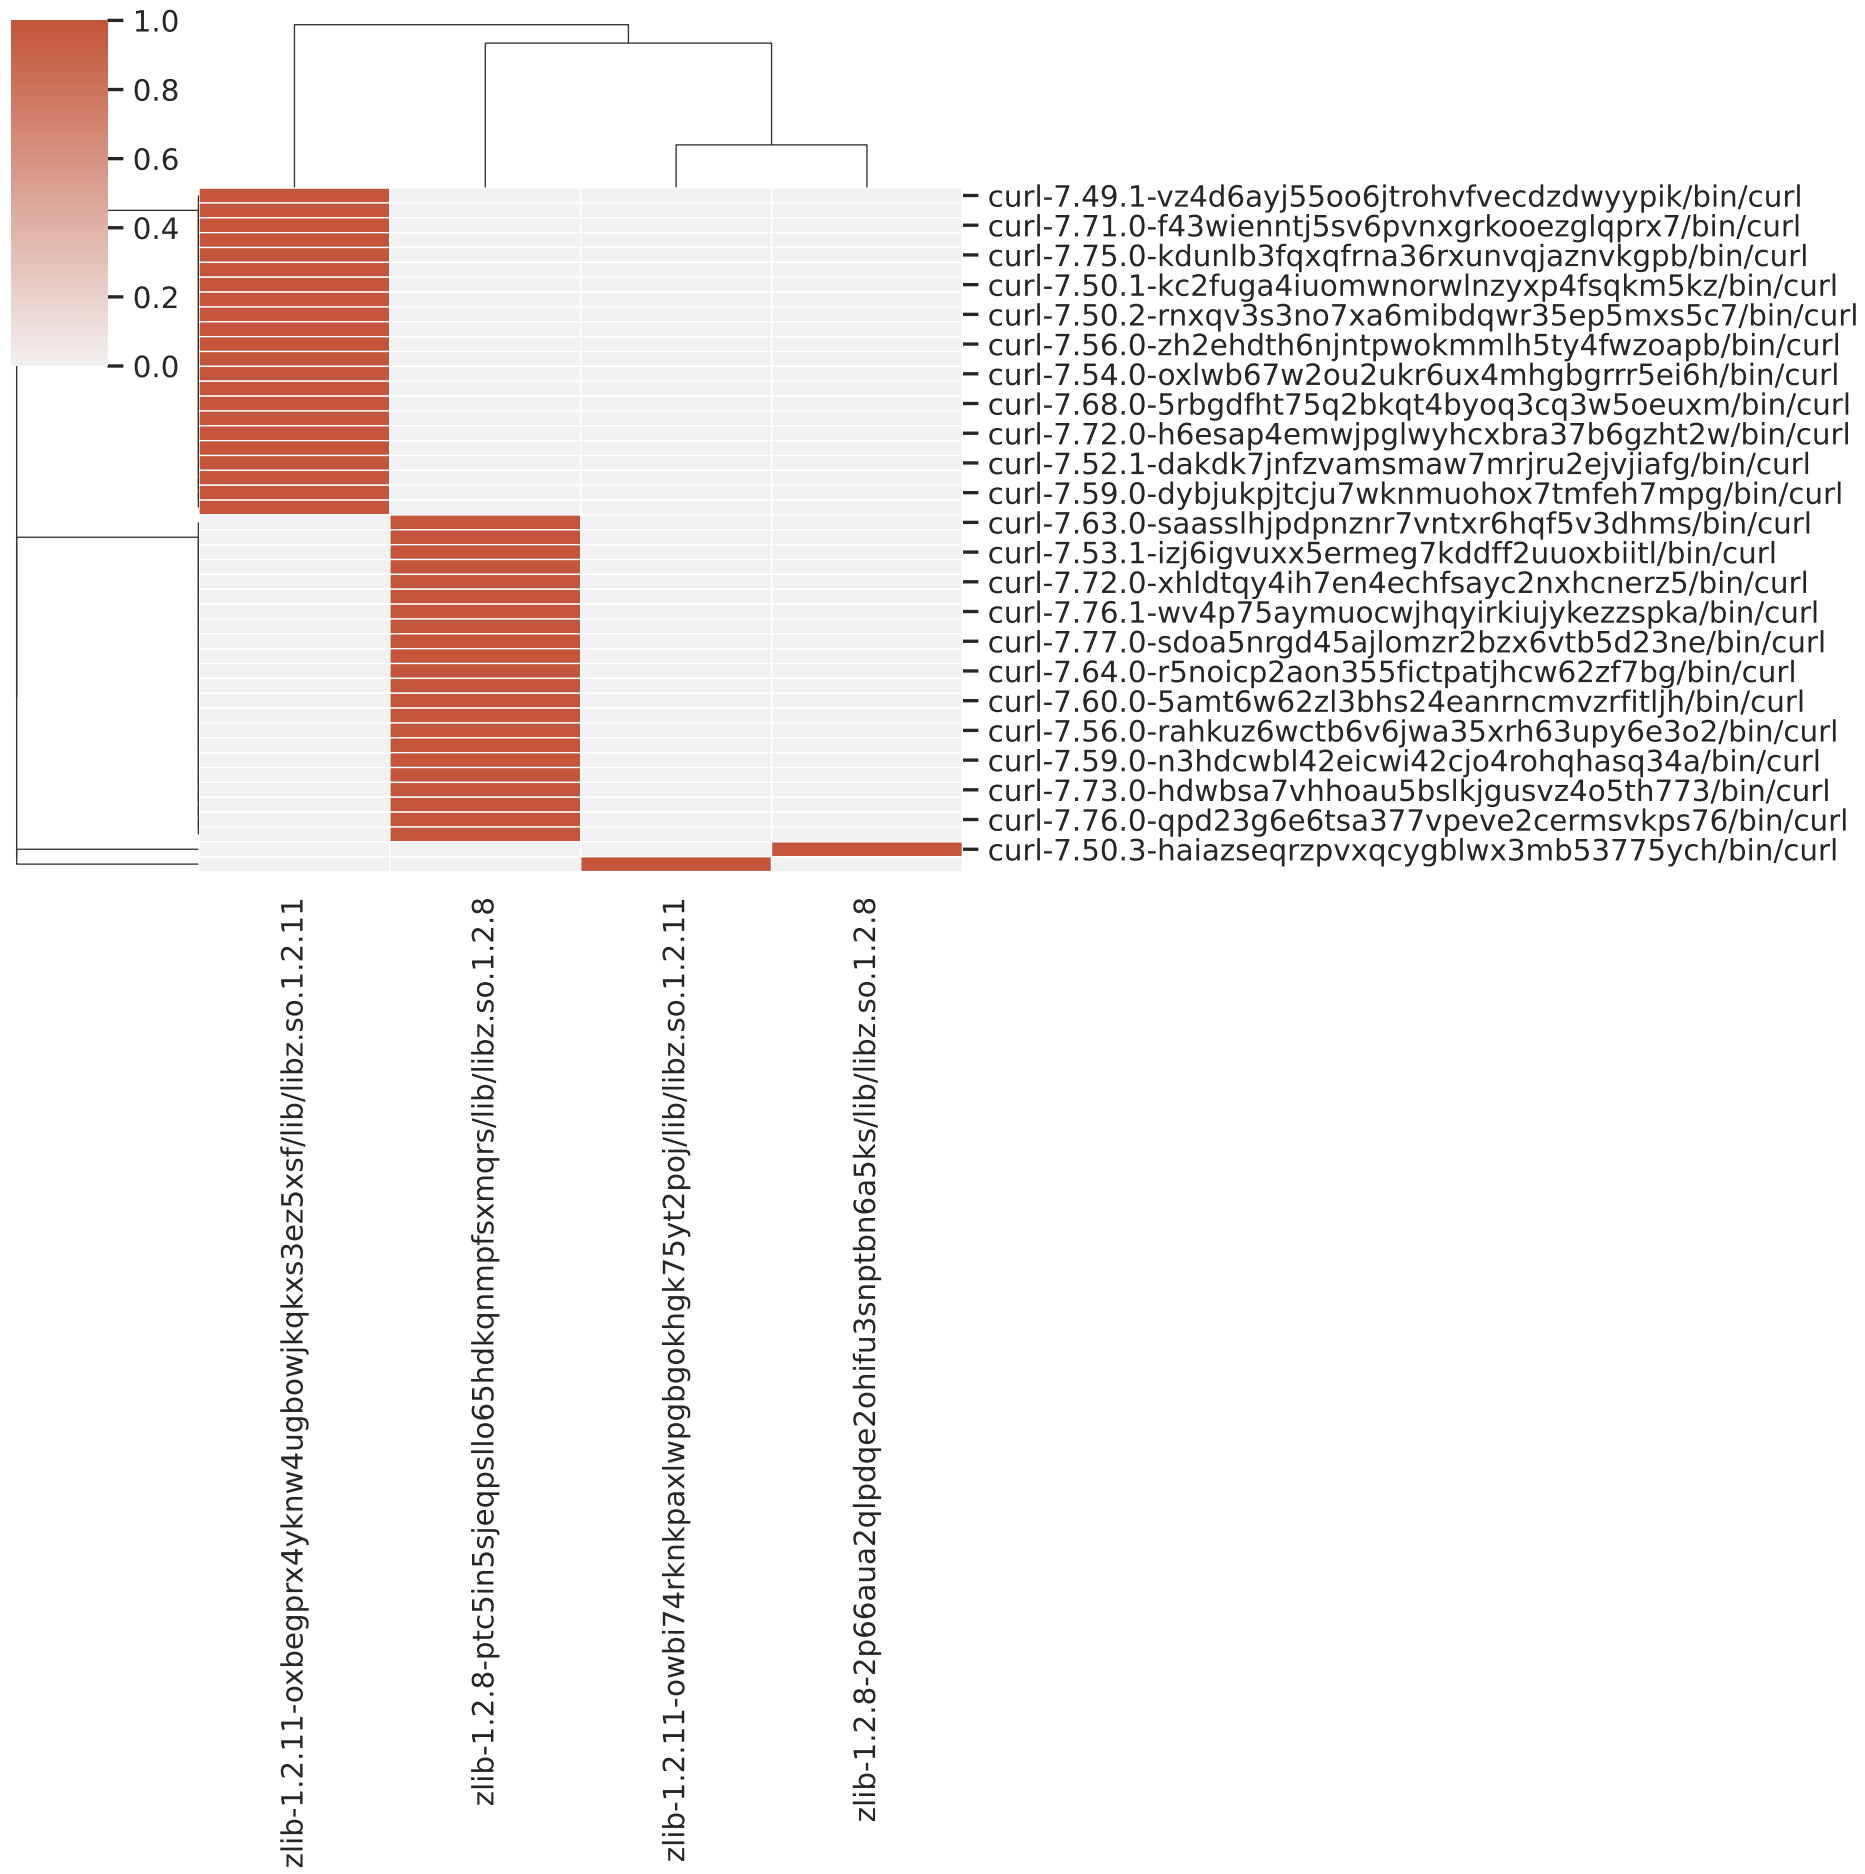 1.0
0.8
0.6
0.4
0.2
0.0
curl-7.49.1-vz4d6ayj55oo6jtrohvfvecdzdwyypik/bin/curl
curl-7.71.0-f43wienntj5sv6pvnxgrkooezglqprx7/bin/curl
curl-7.75.0-kdunlb3fqxqfrna36rxunvqjaznvkgpb/bin/curl
curl-7.50.1-kc2fuga4iuomwnorwlnzyxp4fsqkm5kz/bin/curl
curl-7.50.2-rnxqv3s3no7xa6mibdqwr35ep5mxs5c7/bin/curl
curl-7.56.0-zh2ehdth6njntpwokmmlh5ty4fwzoapb/bin/curl
curl-7.54.0-oxlwb67w2ou2ukr6ux4mhgbgrrr5ei6h/bin/curl
curl-7.68.0-5rbgdfht75q2bkqt4byoq3cq3w5oeuxm/bin/curl
curl-7.72.0-h6esap4emwjpglwyhcxbra37b6gzht2w/bin/curl
curl-7.52.1-dakdk7jnfzvamsmaw7mrjru2ejvjiafg/bin/curl
curl-7.59.0-dybjukpjtcju7wknmuohox7tmfeh7mpg/bin/curl
curl-7.63.0-saasslhjpdpnznr7vntxr6hqf5v3dhms/bin/curl
curl-7.53.1-izj6igvuxx5ermeg7kddff2uuoxbiitl/bin/curl
curl-7.72.0-xhldtqy4ih7en4echfsayc2nxhcnerz5/bin/curl
curl-7.76.1-wv4p75aymuocwjhqyirkiujykezzspka/bin/curl
curl-7.77.0-sdoa5nrgd45ajlomzr2bzx6vtb5d23ne/bin/curl
curl-7.64.0-r5noicp2aon355fictpatjhcw62zf7bg/bin/curl
curl-7.60.0-5amt6w62zl3bhs24eanrncmvzrfitljh/bin/curl
curl-7.56.0-rahkuz6wctb6v6jwa35xrh63upy6e3o2/bin/curl
curl-7.59.0-n3hdcwbl42eicwi42cjo4rohqhasq34a/bin/curl
curl-7.73.0-hdwbsa7vhhoau5bslkjgusvz4o5th773/bin/curl
curl-7.76.0-qpd23g6e6tsa377vpeve2cermsvkps76/bin/curl
curl-7.50.3-haiazseqrzpvxqcygblwx3mb53775ych/bin/curl
zlib-1.2.11-oxbegprx4yknw4ugbowjkqkxs3ez5xsf/lib/libz.so.1.2.11
zlib-1.2.8-ptc5in5sjeqpsllo65hdkqnmpfsxmqrs/lib/libz.so.1.2.8
zlib-1.2.11-owbi74rknkpaxlwpgbgokhgk75yt2poj/lib/libz.so.1.2.11
zlib-1.2.8-2p66aua2qlpdqe2ohifu3snptbn6a5ks/lib/libz.so.1.2.8